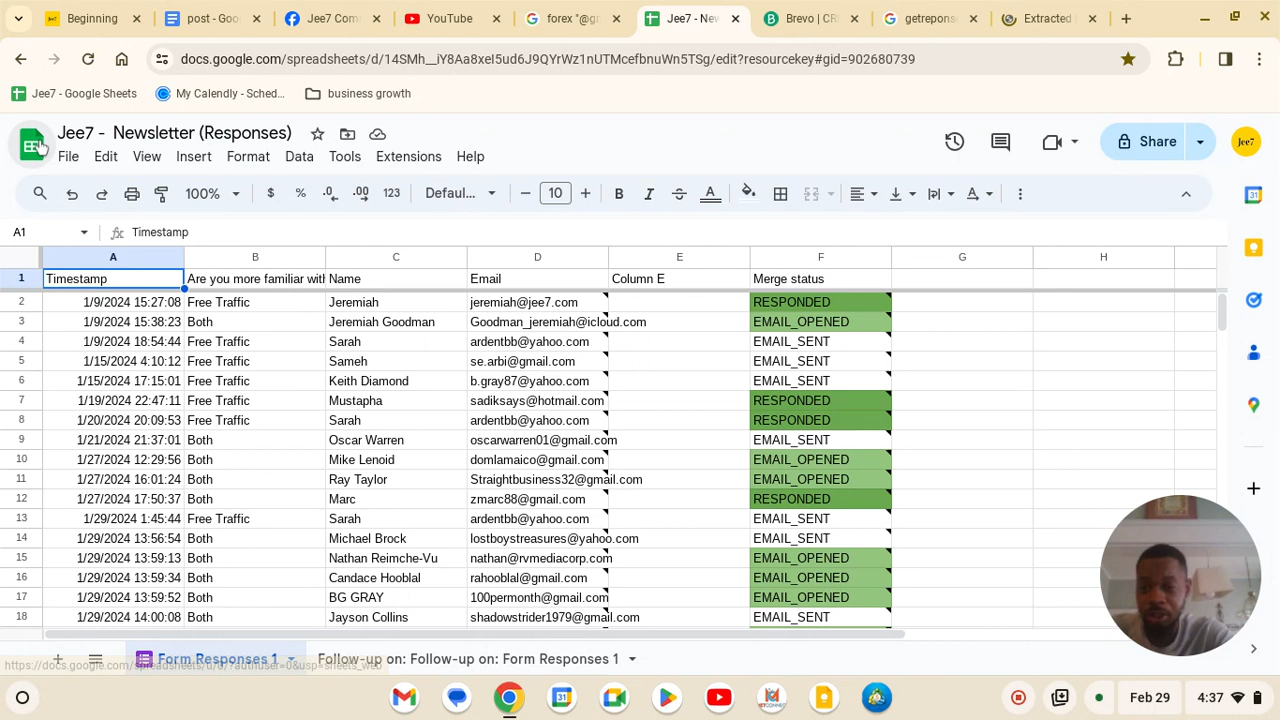 Beginning
post - Goo
Jee7 Com
YouTube
forex "@gr
Jee7 - New
Brevo | CR
getreponse
Extracted
docs.google.com/spreadsheets/d/14SMh__iY8Aa8xeI5ud6J9QYrWz1nUTMcefbnuWn5TSg/edit?resourcekey#gid=902680739
Jee7 - Google Sheets
My Calendly - Sched...
business growth
Jee7 - Newsletter (Responses)
File Edit View Insert Format Data Tools Extensions Help
Share
Jee7
100% $ % .0 .00 123 Defaul... 10 B I A
A1 Timestamp
A B C D E F G H
1 Timestamp Are you more familiar with Name Email Column E Merge status
2 1/9/2024 15:27:08 Free Traffic Jeremiah jeremiah@jee7.com RESPONDED
3 1/9/2024 15:38:23 Both Jeremiah Goodman Goodman_jeremiah@icloud.com EMAIL_OPENED
4 1/9/2024 18:54:44 Free Traffic Sarah ardentbb@yahoo.com EMAIL_SENT
5 1/15/2024 4:10:12 Free Traffic Sameh se.arbi@gmail.com EMAIL_SENT
6 1/15/2024 17:15:01 Free Traffic Keith Diamond b.gray87@yahoo.com EMAIL_SENT
7 1/19/2024 22:47:11 Free Traffic Mustapha sadiksays@hotmail.com RESPONDED
8 1/20/2024 20:09:53 Free Traffic Sarah ardentbb@yahoo.com RESPONDED
9 1/21/2024 21:37:01 Both Oscar Warren oscarwarren01@gmail.com EMAIL_SENT
10 1/27/2024 12:29:56 Both Mike Lenoid domlamaico@gmail.com EMAIL_OPENED
11 1/27/2024 16:01:24 Both Ray Taylor Straightbusiness32@gmail.com EMAIL_OPENED
12 1/27/2024 17:50:37 Both Marc zmarc88@gmail.com RESPONDED
13 1/29/2024 1:45:44 Free Traffic Sarah ardentbb@yahoo.com EMAIL_SENT
14 1/29/2024 13:56:54 Both Michael Brock lostboystreasures@yahoo.com EMAIL_SENT
15 1/29/2024 13:59:13 Both Nathan Reimche-Vu nathan@rvmediacorp.com EMAIL_OPENED
16 1/29/2024 13:59:34 Both Candace Hooblal rahooblal@gmail.com EMAIL_OPENED
17 1/29/2024 13:59:52 Both BG GRAY 100permonth@gmail.com EMAIL_OPENED
18 1/29/2024 14:00:08 Both Jayson Collins shadowstrider1979@gmail.com EMAIL_SENT
Form Responses 1 Follow-up on: Follow-up on: Form Responses 1
Feb 29 4:37